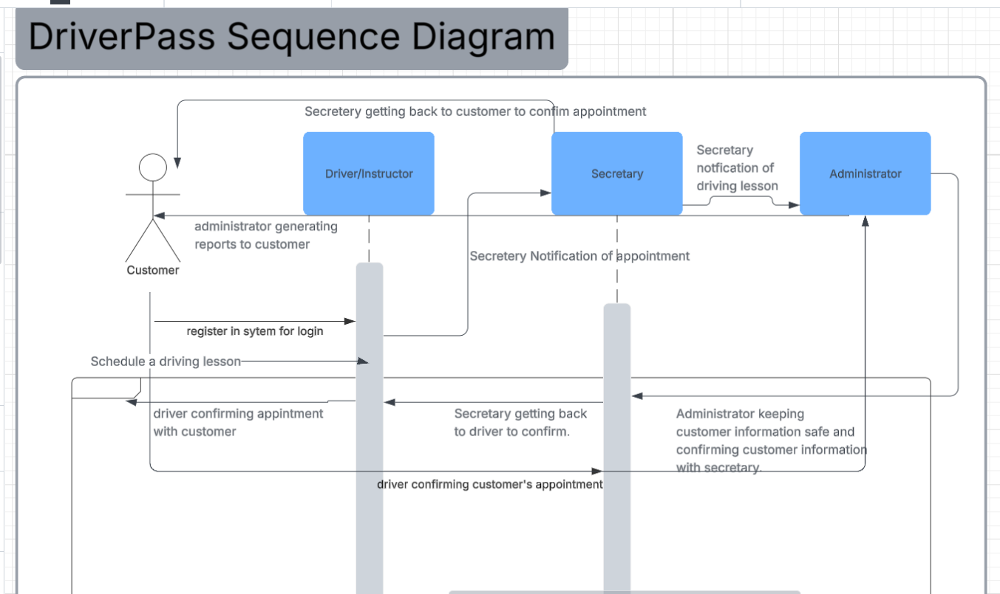 DriverPass Sequence Diagram
Secretery getting back to customer to confim appointment
Driver/Instructor
Secretary
Secretary
notfication of
driving lesson
Administrator
administrator generating
reports to customer
Customer
Secretery Notification of appointment
register in sytem for login
Schedule a driving lesson
driver confirming appintment
with customer
Secretary getting back
to driver to confirm.
Administrator keeping
customer information safe and
confirming customer information
with secretary.
driver confirming customer's appointment